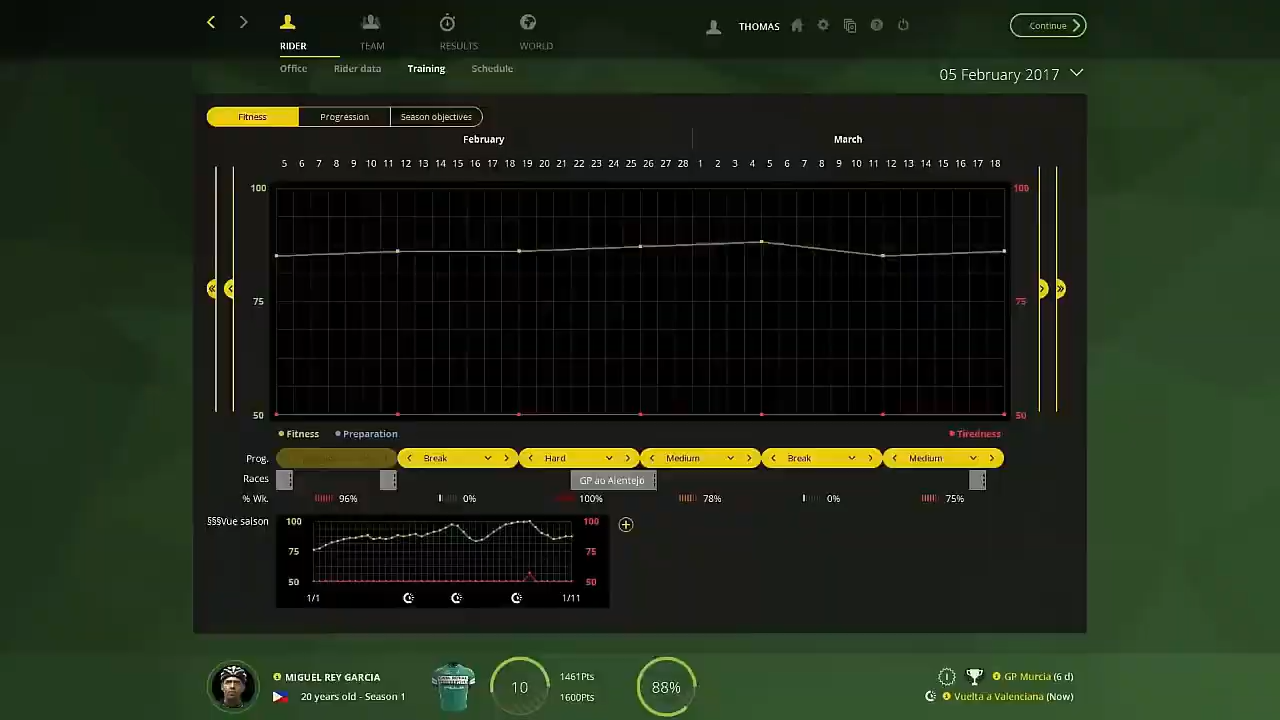 RIDER
TEAM
RESULTS
WORLD
THOMAS
Continue
Office
Rider data
Training
Schedule
05 February 2017
Fitness
Progression
Season objectives
February
March
5 6 7 8 9 10 11 12 13 14 15 16 17 18 19 20 21 22 23 24 25 26 27 28 1 2 3 4 5 6 7 8 9 10 11 12 13 14 15 16 17 18
100
100
75
75
50
50
Fitness
Preparation
Tiredness
Prog.
Break
Hard
Medium
Break
Medium
Races
GP ao Alentejo
% Wk.
96%
0%
100%
78%
0%
75%
§§§Vue saison
100
100
75
75
50
50
1/1
1/11
MIGUEL REY GARCIA
20 years old - Season 1
10
1461Pts
1600Pts
88%
GP Murcia (6 d)
Vuelta a Valenciana (Now)